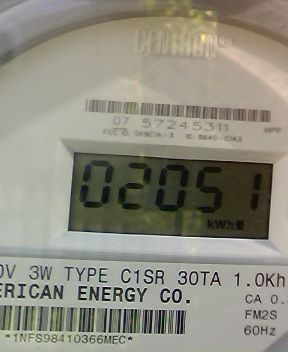 CENTRON®
07 57245311
HPP
02051
kWh
0V 3W TYPE C1SR 30TA 1.0Kh
ERICAN ENERGY CO.
CA 0.
FM2S
60Hz
*1NFS98410366MEC*